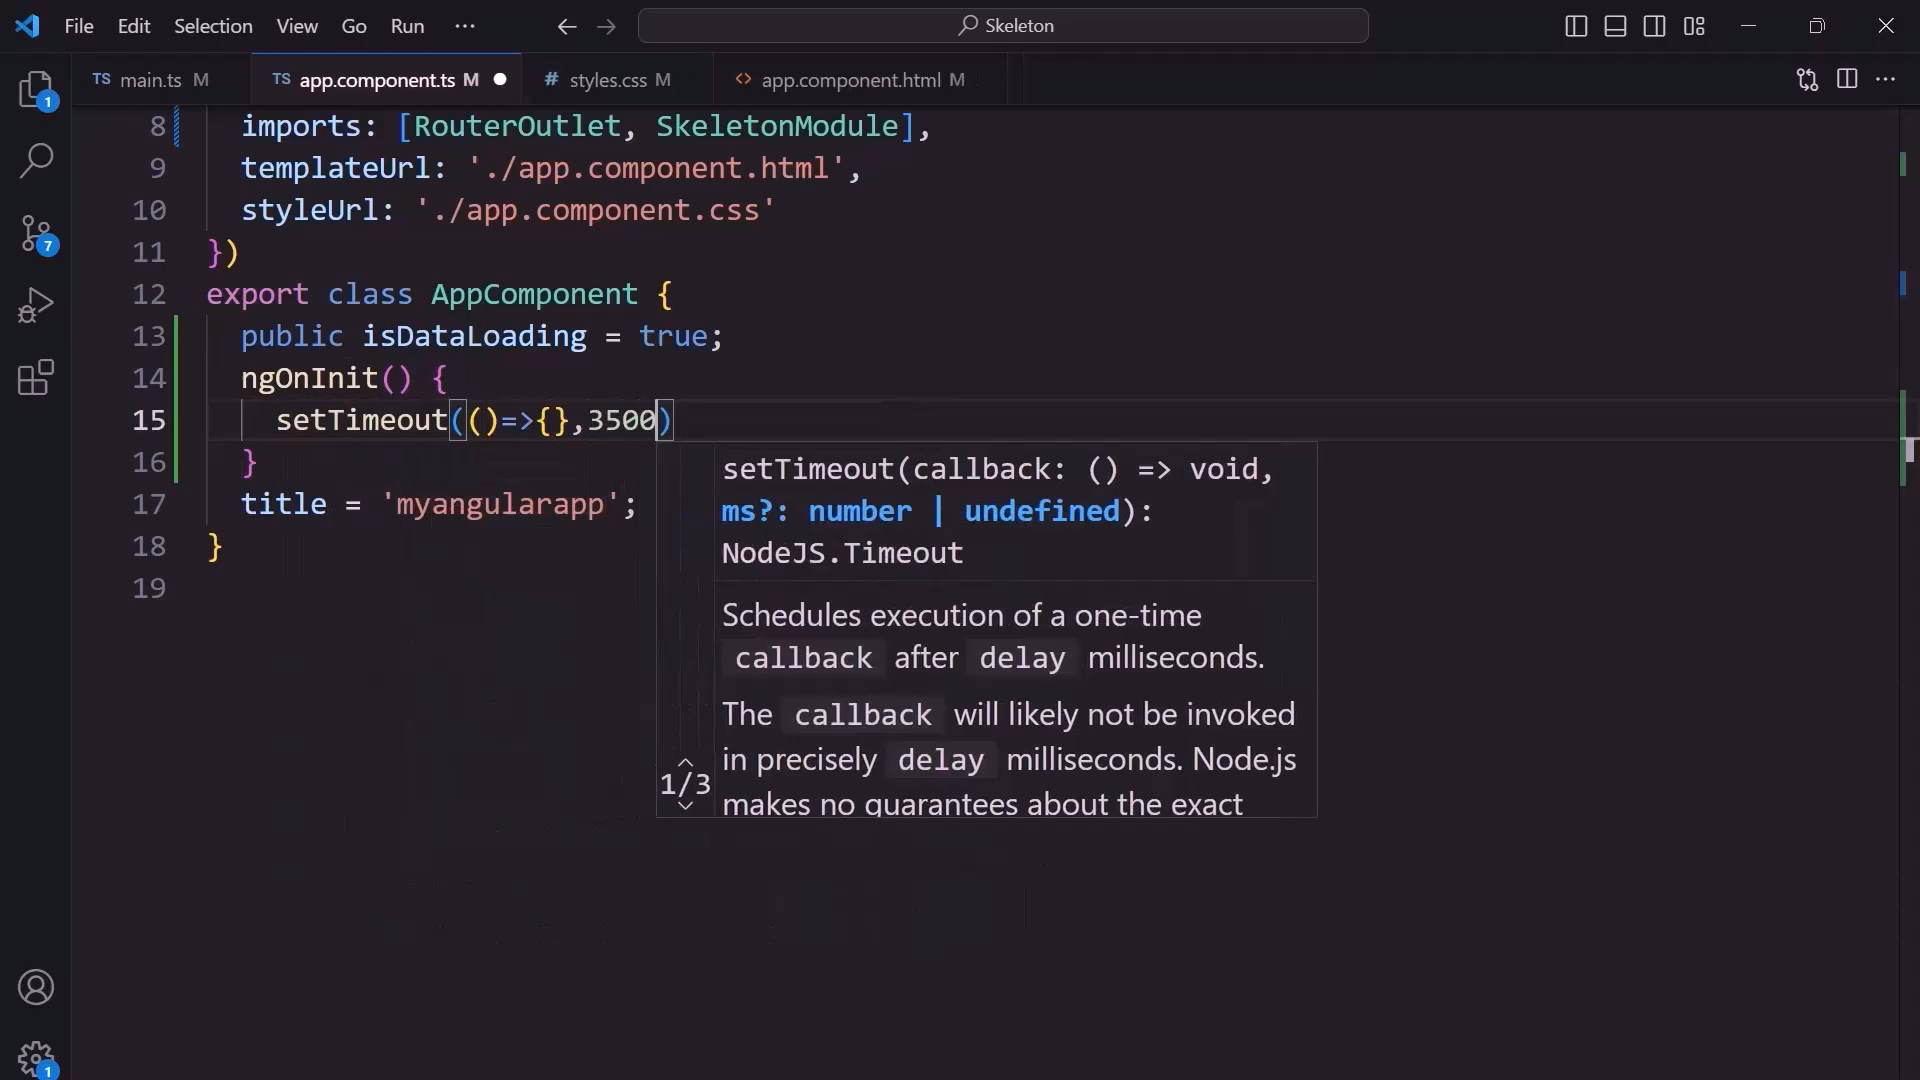 File Edit Selection View Go Run ··· Skeleton
TS main.ts M TS app.component.ts M # styles.css M <> app.component.html M
8 imports: [RouterOutlet, SkeletonModule],
9 templateUrl: './app.component.html',
10 styleUrl: './app.component.css'
11 })
12 export class AppComponent {
13 public isDataLoading = true;
14 ngOnInit() {
15 setTimeout(()=>{},3500)
16 }
17 title = 'myangularapp';
18 }
19
setTimeout(callback: () => void,
ms?: number | undefined):
NodeJS.Timeout
Schedules execution of a one-time
callback after delay milliseconds.
The callback will likely not be invoked
in precisely delay milliseconds. Node.js
1/3
makes no guarantees about the exact
1
7
1